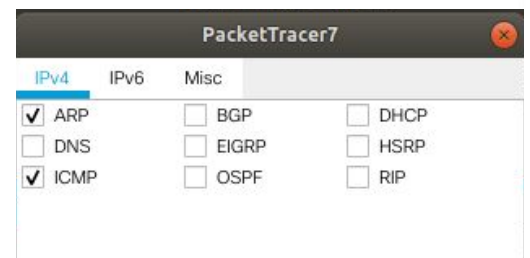 PacketTracer7
IPv4 IPv6 Misc
ARP BGP DHCP
DNS EIGRP HSRP
ICMP OSPF RIP